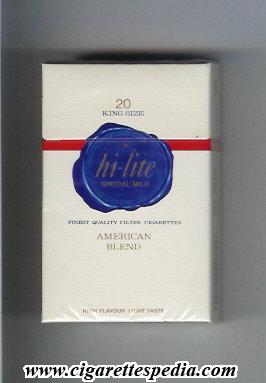 20
KING SIZE
hi-lite
SPECIAL MILD
FINEST QUALITY FILTER CIGARETTES
AMERICAN
BLEND
HIGH FLAVOUR LIGHT TASTE
www.cigarettespedia.com